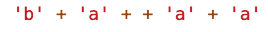 'b' + 'a' + + 'a' + 'a'